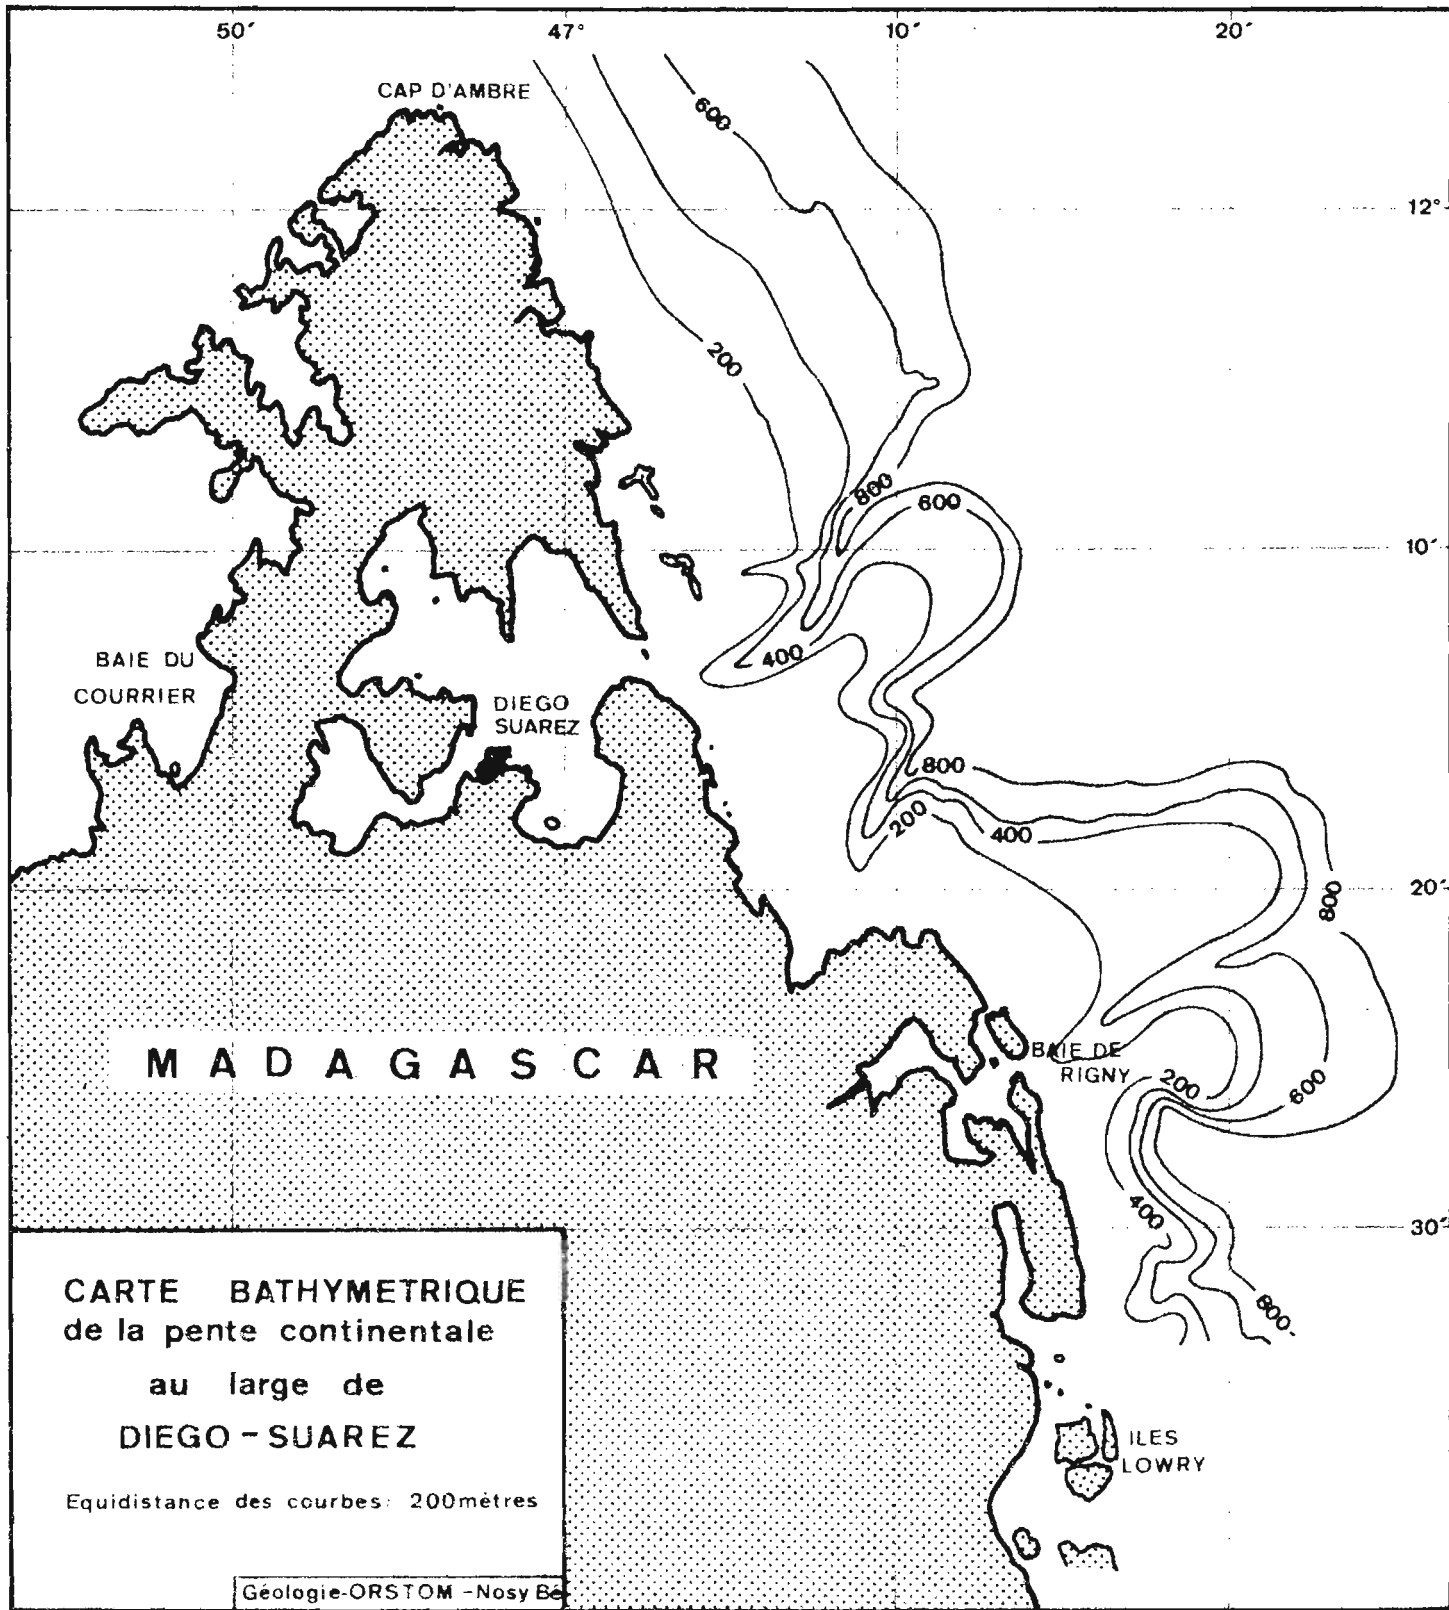 50′ 47° 10′ 20′
CAP D'AMBRE
600
12°
200
800
600
10′
400
BAIE DU
COURRIER
DIEGO
SUAREZ
800
200
400
20′
800
MADAGASCAR
BAIE DE
RIGNY
200
600
400
30′
800
CARTE BATHYMETRIQUE
de la pente continentale
au large de
DIEGO-SUAREZ
Equidistance des courbes: 200mètres
ILES
LOWRY
Géologie-ORSTOM-Nosy Bé